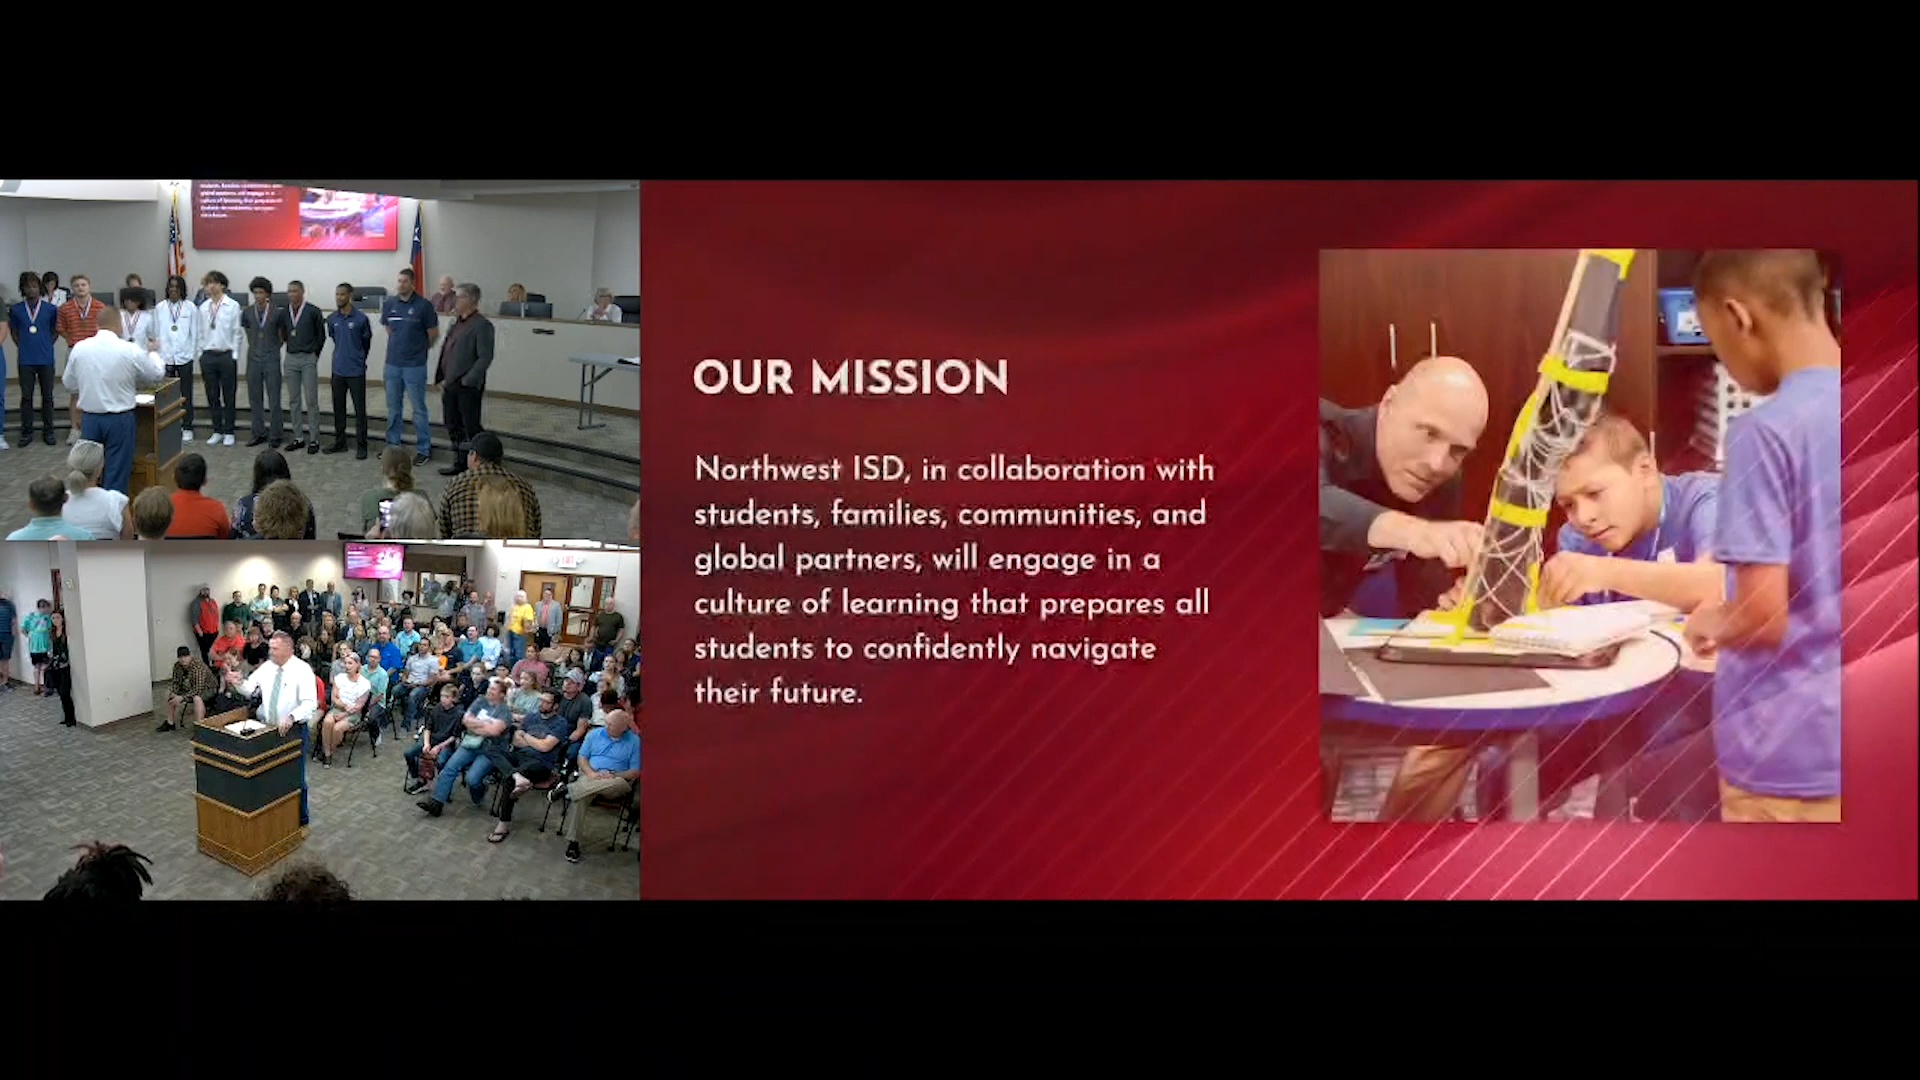 OUR MISSION
Northwest ISD, in collaboration with
students, families, communities, and
global partners, will engage in a
culture of learning that prepares all
students to confidently navigate
their future.